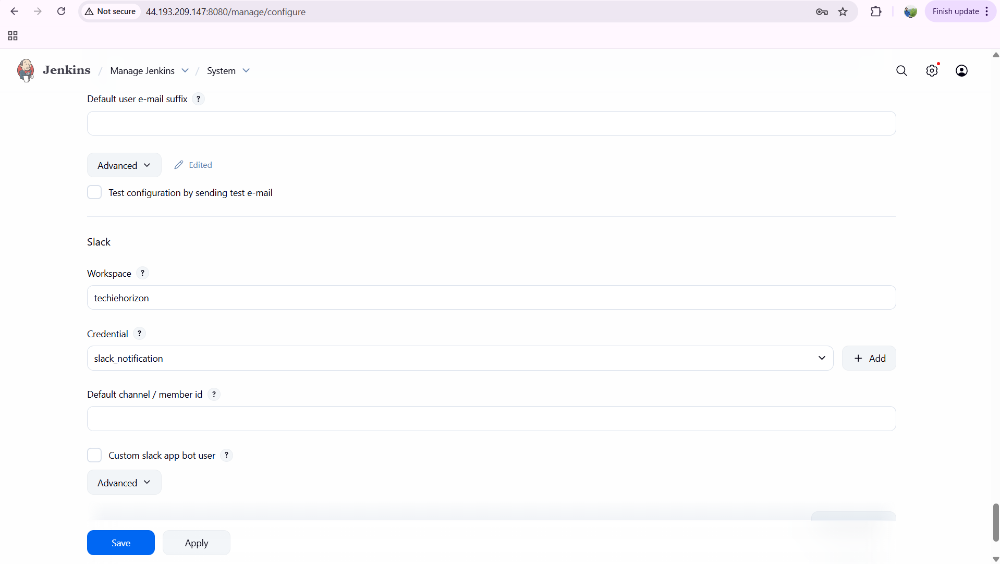 Not secure 44.193.209.147:8080/manage/configure Finish update
Jenkins / Manage Jenkins / System
Default user e-mail suffix ?
Advanced Edited
Test configuration by sending test e-mail
Slack
Workspace ?
techiehorizon
Credential ?
slack_notification + Add
Default channel / member id ?
Custom slack app bot user ?
Advanced
Save Apply